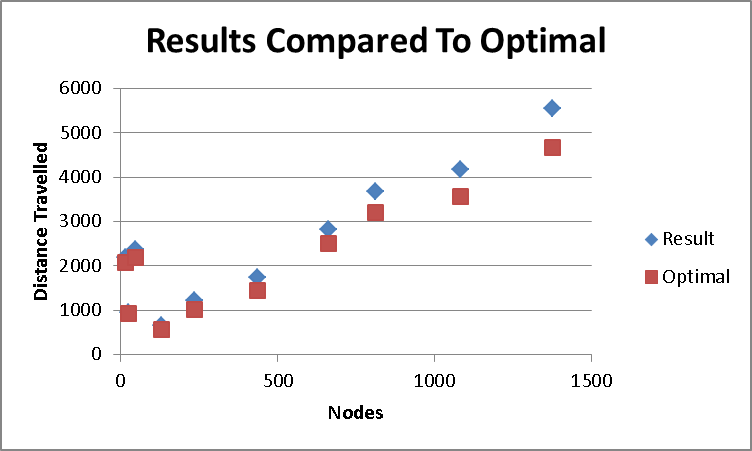 Results Compared To Optimal
6000
5000
4000
3000
2000
1000
0
Distance Travelled
0 500 1000 1500
Nodes
Result
Optimal